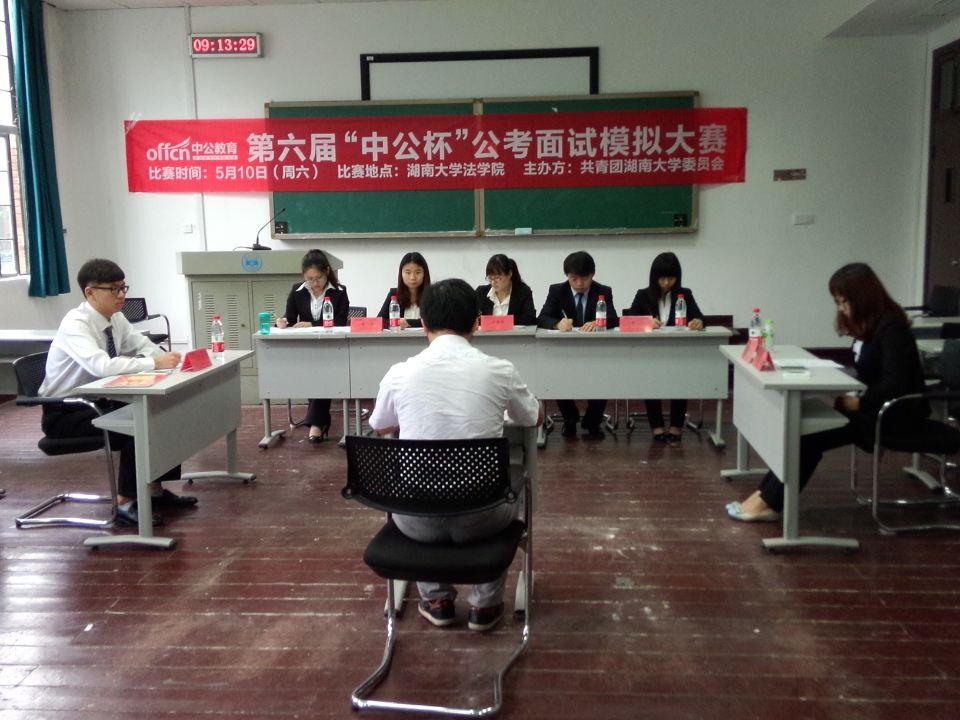 09:13:29
offcn 中公教育 第六届“中公杯”公考面试模拟大赛
比赛时间：5月10日（周六） 比赛地点：湖南大学法学院 主办方：共青团湖南大学委员会